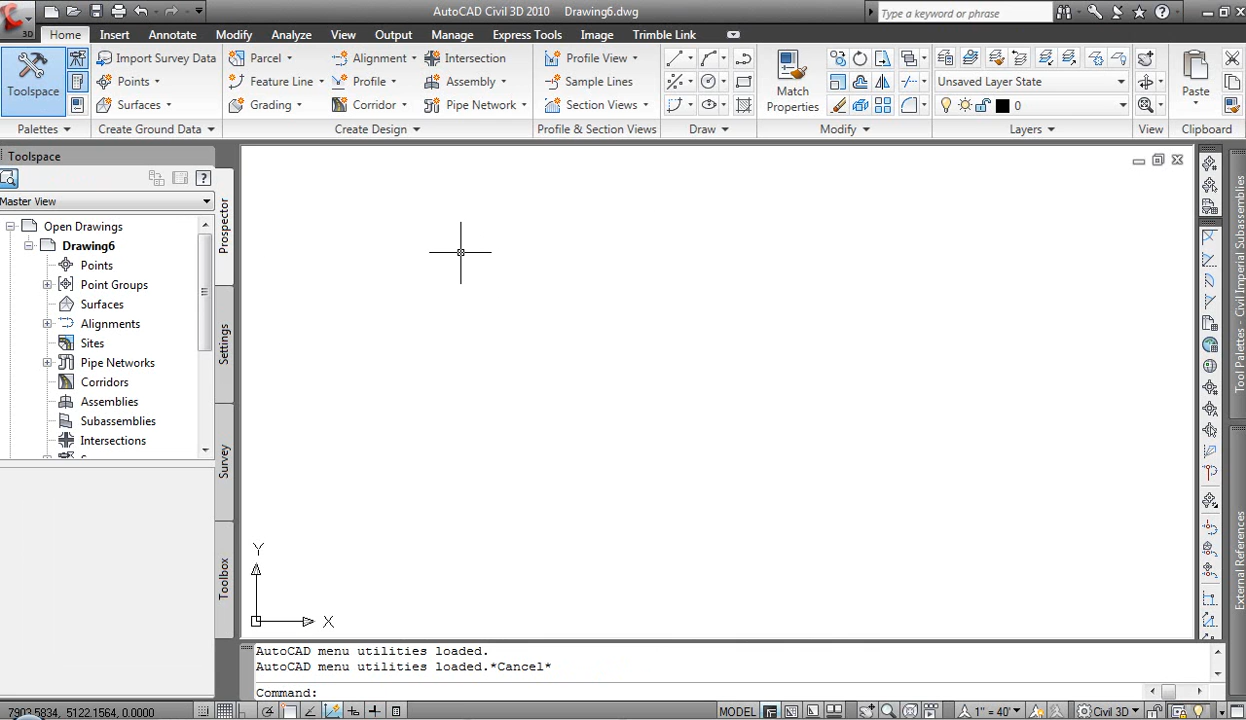 3D
AutoCAD Civil 3D 2010 Drawing6.dwg
Type a keyword or phrase
Home Insert Annotate Modify Analyze View Output Manage Express Tools Image Trimble Link
Toolspace
Import Survey Data
Points
Surfaces
Parcel
Feature Line
Grading
Alignment
Profile
Corridor
Intersection
Assembly
Pipe Network
Profile View
Sample Lines
Section Views
Match
Properties
Unsaved Layer State
0
Paste
Palettes Create Ground Data Create Design Profile & Section Views Draw Modify Layers View Clipboard
Toolspace
Master View
Open Drawings
Drawing6
Points
Point Groups
Surfaces
Alignments
Sites
Pipe Networks
Corridors
Assemblies
Subassemblies
Intersections
Prospector
Settings
Survey
Toolbox
Y
X
Tool Palettes - Civil Imperial Subassemblies
External References
AutoCAD menu utilities loaded.
AutoCAD menu utilities loaded.*Cancel*
Command:
7903.5834, 5122.1564, 0.0000
MODEL
1" = 40'
Civil 3D